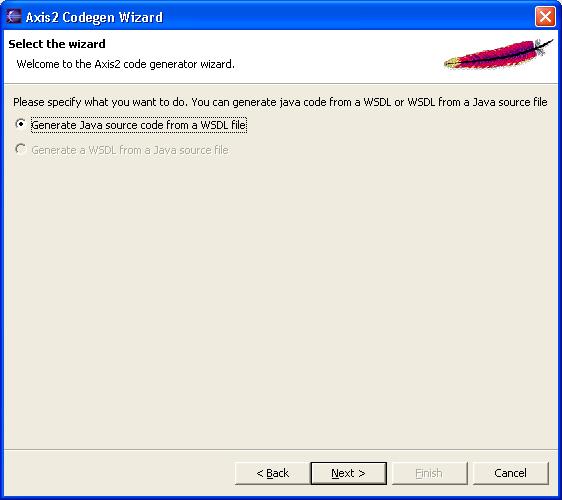 Axis2 Codegen Wizard
Select the wizard
Welcome to the Axis2 code generator wizard.
Please specify what you want to do. You can generate java code from a WSDL or WSDL from a Java source file
Generate Java source code from a WSDL file
Generate a WSDL from a Java source file
< Back Next > Finish Cancel